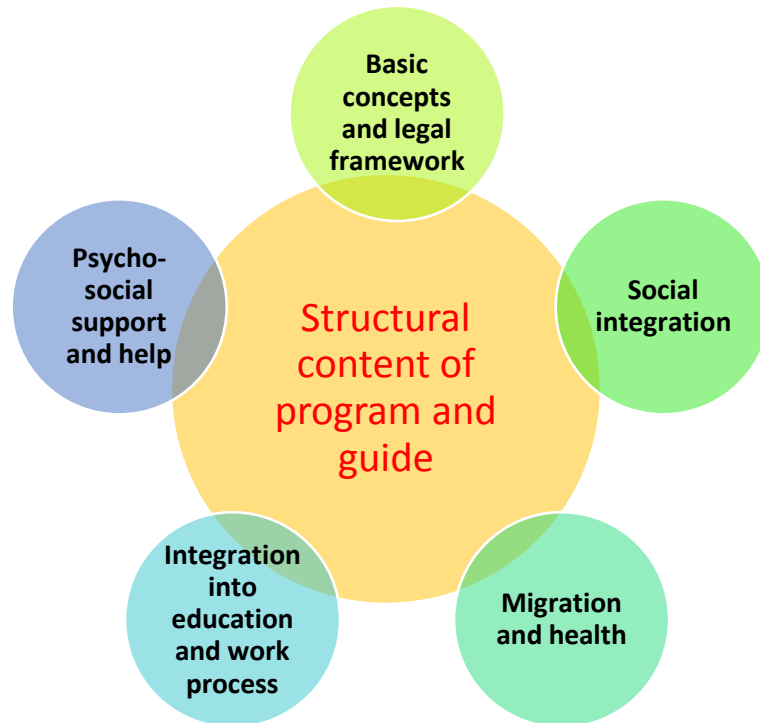 Basic
concepts
and legal
framework
Social
integration
Migration
and health
Integration
into
education
and work
process
Psycho-
social
support
and help
Structural
content of
program and
guide